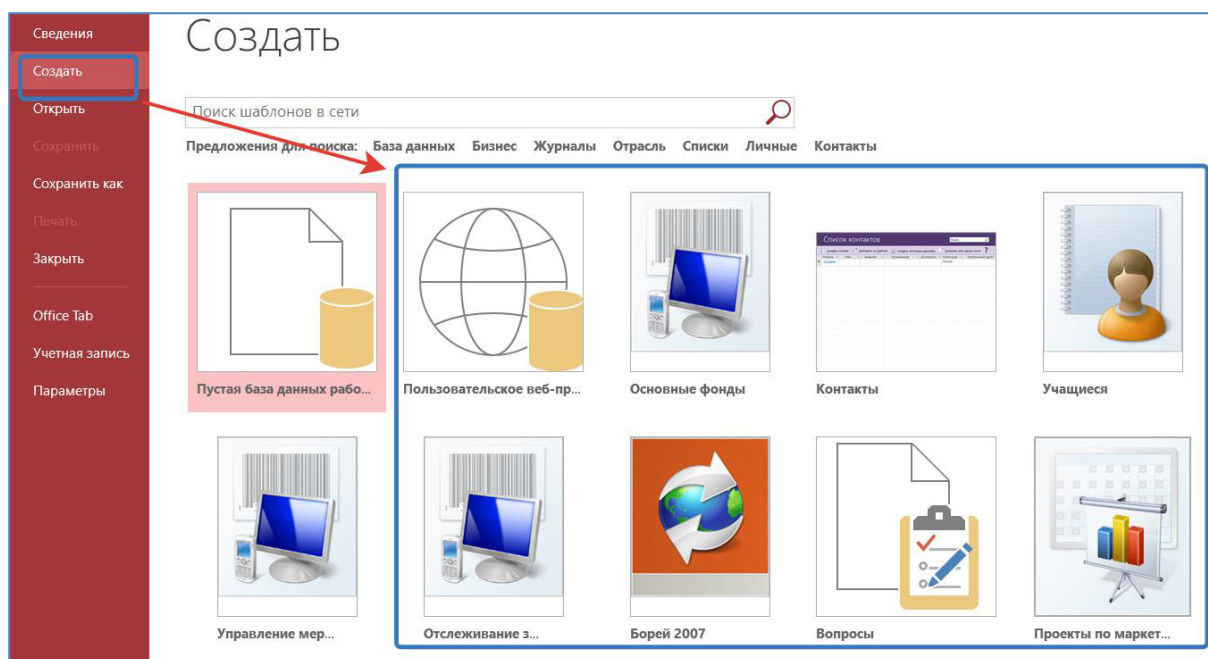 Сведения
Создать
Открыть
Сохранить
Сохранить как
Печать
Закрыть
Office Tab
Учетная запись
Параметры
Создать
Поиск шаблонов в сети
Предложения для поиска: База данных Бизнес Журналы Отрасль Списки Личные Контакты
Список контактов
Пустая база данных рабо...
Пользовательское веб-пр...
Основные фонды
Контакты
Учащиеся
Управление мер...
Отслеживание з...
Борей 2007
Вопросы
Проекты по маркет...